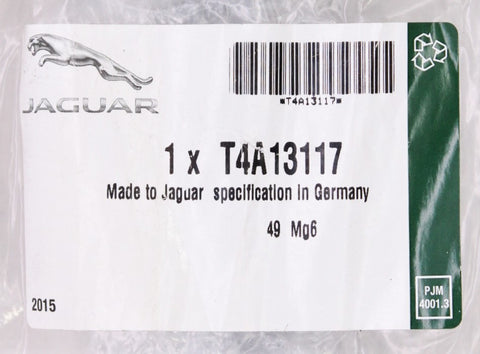 JAGUAR
*T4A13117*
1 x T4A13117
Made to Jaguar specification in Germany
49 Mg6
2015
PJM
4001.3